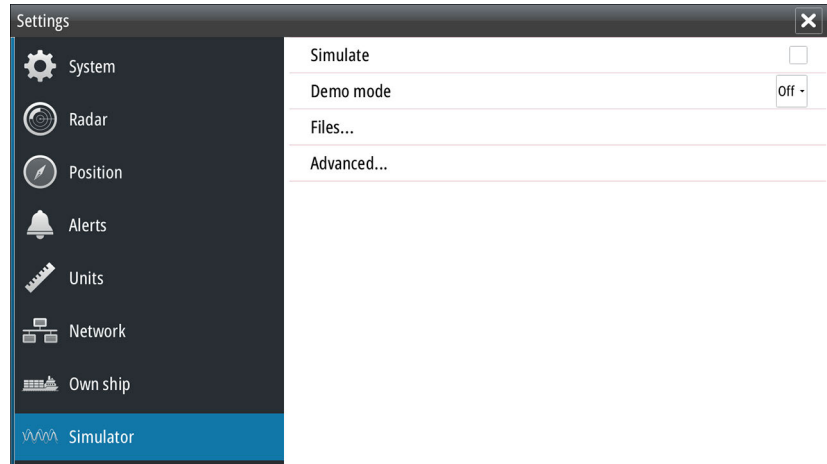 Settings
System
Radar
Position
Alerts
Units
Network
Own ship
Simulator
Simulate
Demo mode
Off
Files...
Advanced...